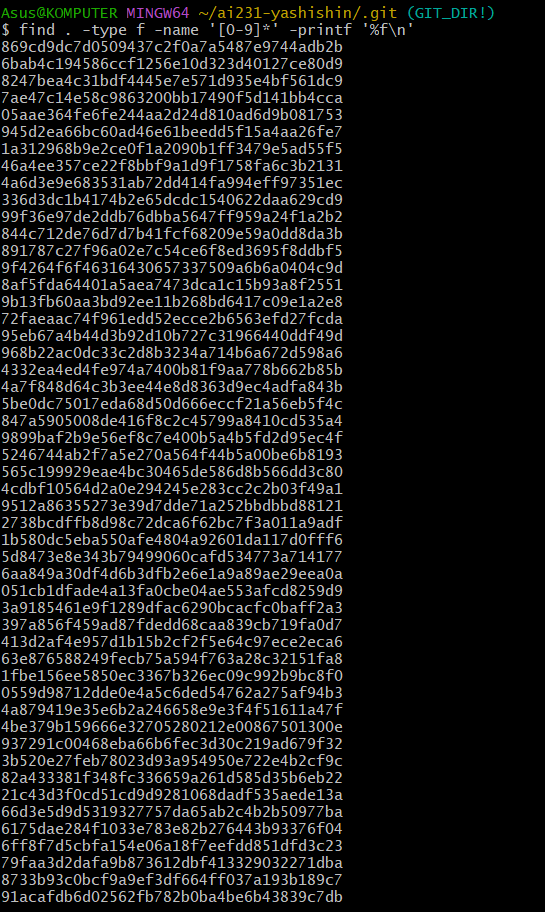 Asus@KOMPUTER MINGW64 ~/ai231-yashishin/.git (GIT_DIR!)
$ find . -type f -name '[0-9]*' -printf '%f\n'
869cd9dc7d0509437c2f0a7a5487e9744adb2b
6bab4c194586ccf1256e10d323d40127ce80d9
8247bea4c31bdf4445e7e571d935e4bf561dc9
7ae47c14e58c9863200bb17490f5d141bb4cca
05aae364fe6fe244aa2d24d810ad6d9b081753
945d2ea66bc60ad46e61beedd5f15a4aa26fe7
1a312968b9e2ce0f1a2090b1ff3479e5ad55f5
46a4ee357ce22f8bbf9a1d9f1758fa6c3b2131
4a6d3e9e683531ab72dd414fa994eff97351ec
336d3dc1b4174b2e65dcdc1540622daa629cd9
99f36e97de2ddb76dbba5647ff959a24f1a2b2
844c712de76d7d7b41fcf68209e59a0dd8da3b
891787c27f96a02e7c54ce6f8ed3695f8ddbf5
9f4264f6f46316430657337509a6b6a0404c9d
8af5fda64401a5aea7473dca1c15b93a8f2551
9b13fb60aa3bd92ee11b268bd6417c09e1a2e8
72faeaac74f961edd52ecce2b6563efd27fcda
95eb67a4b44d3b92d10b727c31966440ddf49d
968b22ac0dc33c2d8b3234a714b6a672d598a6
4332ea4ed4fe974a7400b81f9aa778b662b85b
4a7f848d64c3b3ee44e8d8363d9ec4adfa843b
5be0dc75017eda68d50d666eccf21a56eb5f4c
847a5905008de416f8c2c45799a8410cd535a4
9899baf2b9e56ef8c7e400b5a4b5fd2d95ec4f
5246744ab2f7a5e270a564f44b5a00be6b8193
565c199929eae4bc30465de586d8b566dd3c80
4cdbf10564d2a0e294245e283cc2c2b03f49a1
9512a86355273e39d7dde71a252bbdbbd88121
2738bcdffb8d98c72dca6f62bc7f3a011a9adf
1b580dc5eba550afe4804a92601da117d0fff6
5d8473e8e343b79499060cafd534773a714177
6aa849a30df4d6b3dfb2e6e1a9a89ae29eea0a
051cb1dfade4a13fa0cbe04ae553afcd8259d9
3a9185461e9f1289dfac6290bcacfc0baff2a3
397a856f459ad87fdedd68caa839cb719fa0d7
413d2af4e957d1b15b2cf2f5e64c97ece2eca6
63e876588249fecb75a594f763a28c32151fa8
1fbe156ee5850ec3367b326ec09c992b9bc8f0
0559d98712dde0e4a5c6ded54762a275af94b3
4a879419e35e6b2a246658e9e3f4f51611a47f
4be379b159666e32705280212e00867501300e
937291c00468eba66b6fec3d30c219ad679f32
3b520e27feb78023d93a954950e722e4b2cf9c
82a433381f348fc336659a261d585d35b6eb22
21c43d3f0cd51cd9d9281068dadf535aede13a
66d3e5d9d5319327757da65ab2c4b2b50977ba
6175dae284f1033e783e82b276443b93376f04
6ff8f7d5cbfa154e06a18f7eefdd851dfd3c23
79faa3d2dafa9b873612dbf413329032271dba
8733b93c0bcf9a9ef3df664ff037a193b189c7
91acafdb6d02562fb782b0ba4be6b43839c7db